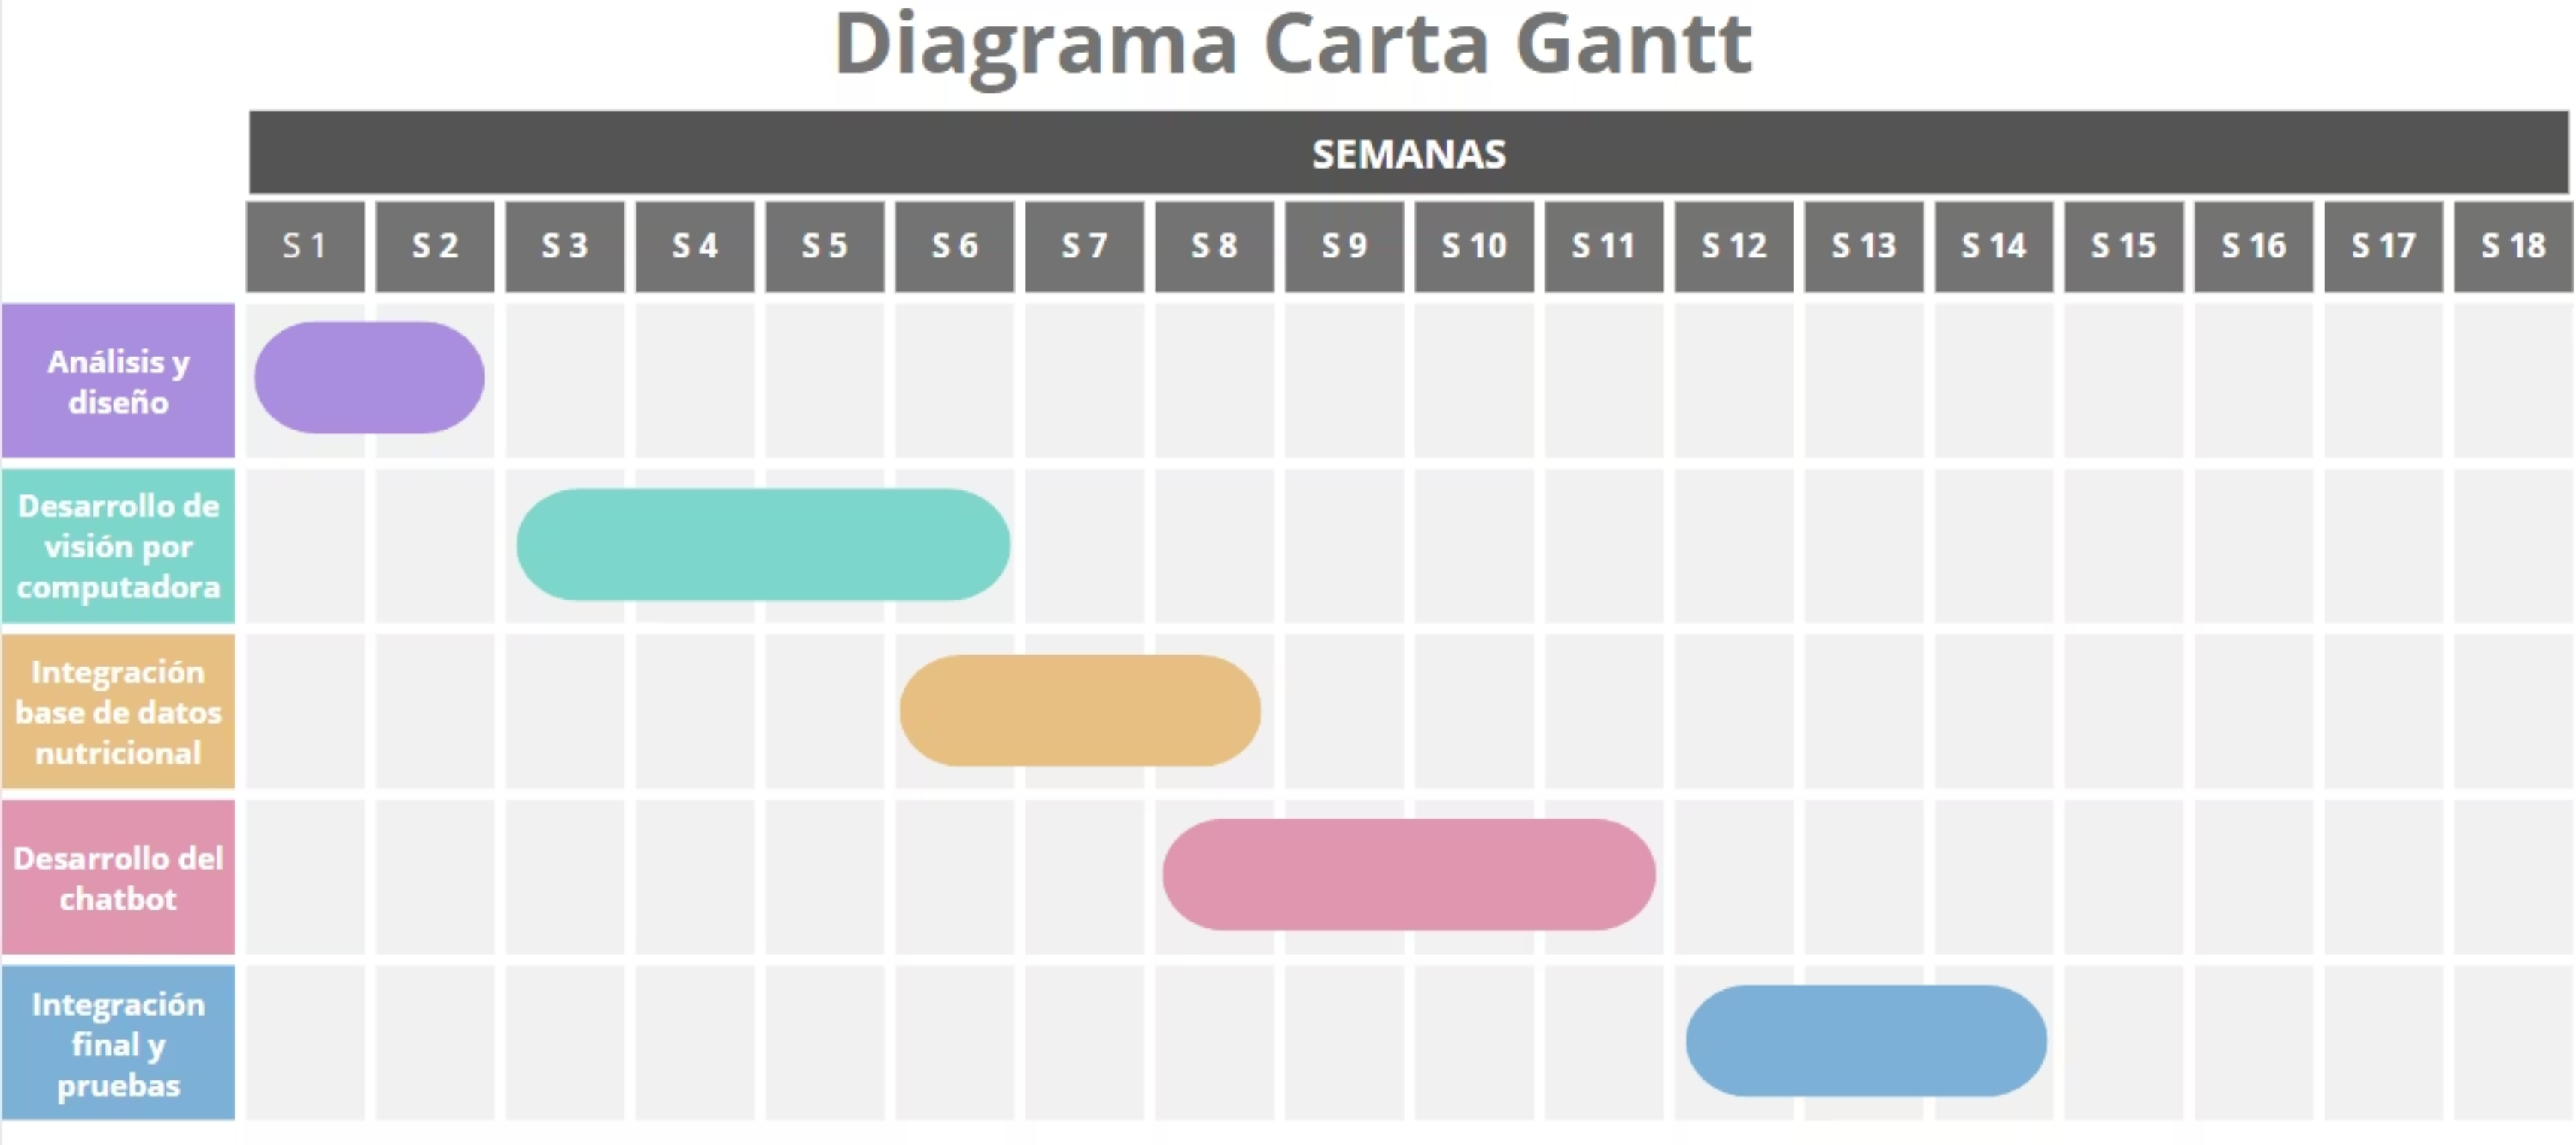 Diagrama Carta Gantt
SEMANAS
S 1 S 2 S 3 S 4 S 5 S 6 S 7 S 8 S 9 S 10 S 11 S 12 S 13 S 14 S 15 S 16 S 17 S 18
Análisis y
diseño
Desarrollo de
visión por
computadora
Integración
base de datos
nutricional
Desarrollo del
chatbot
Integración
final y
pruebas